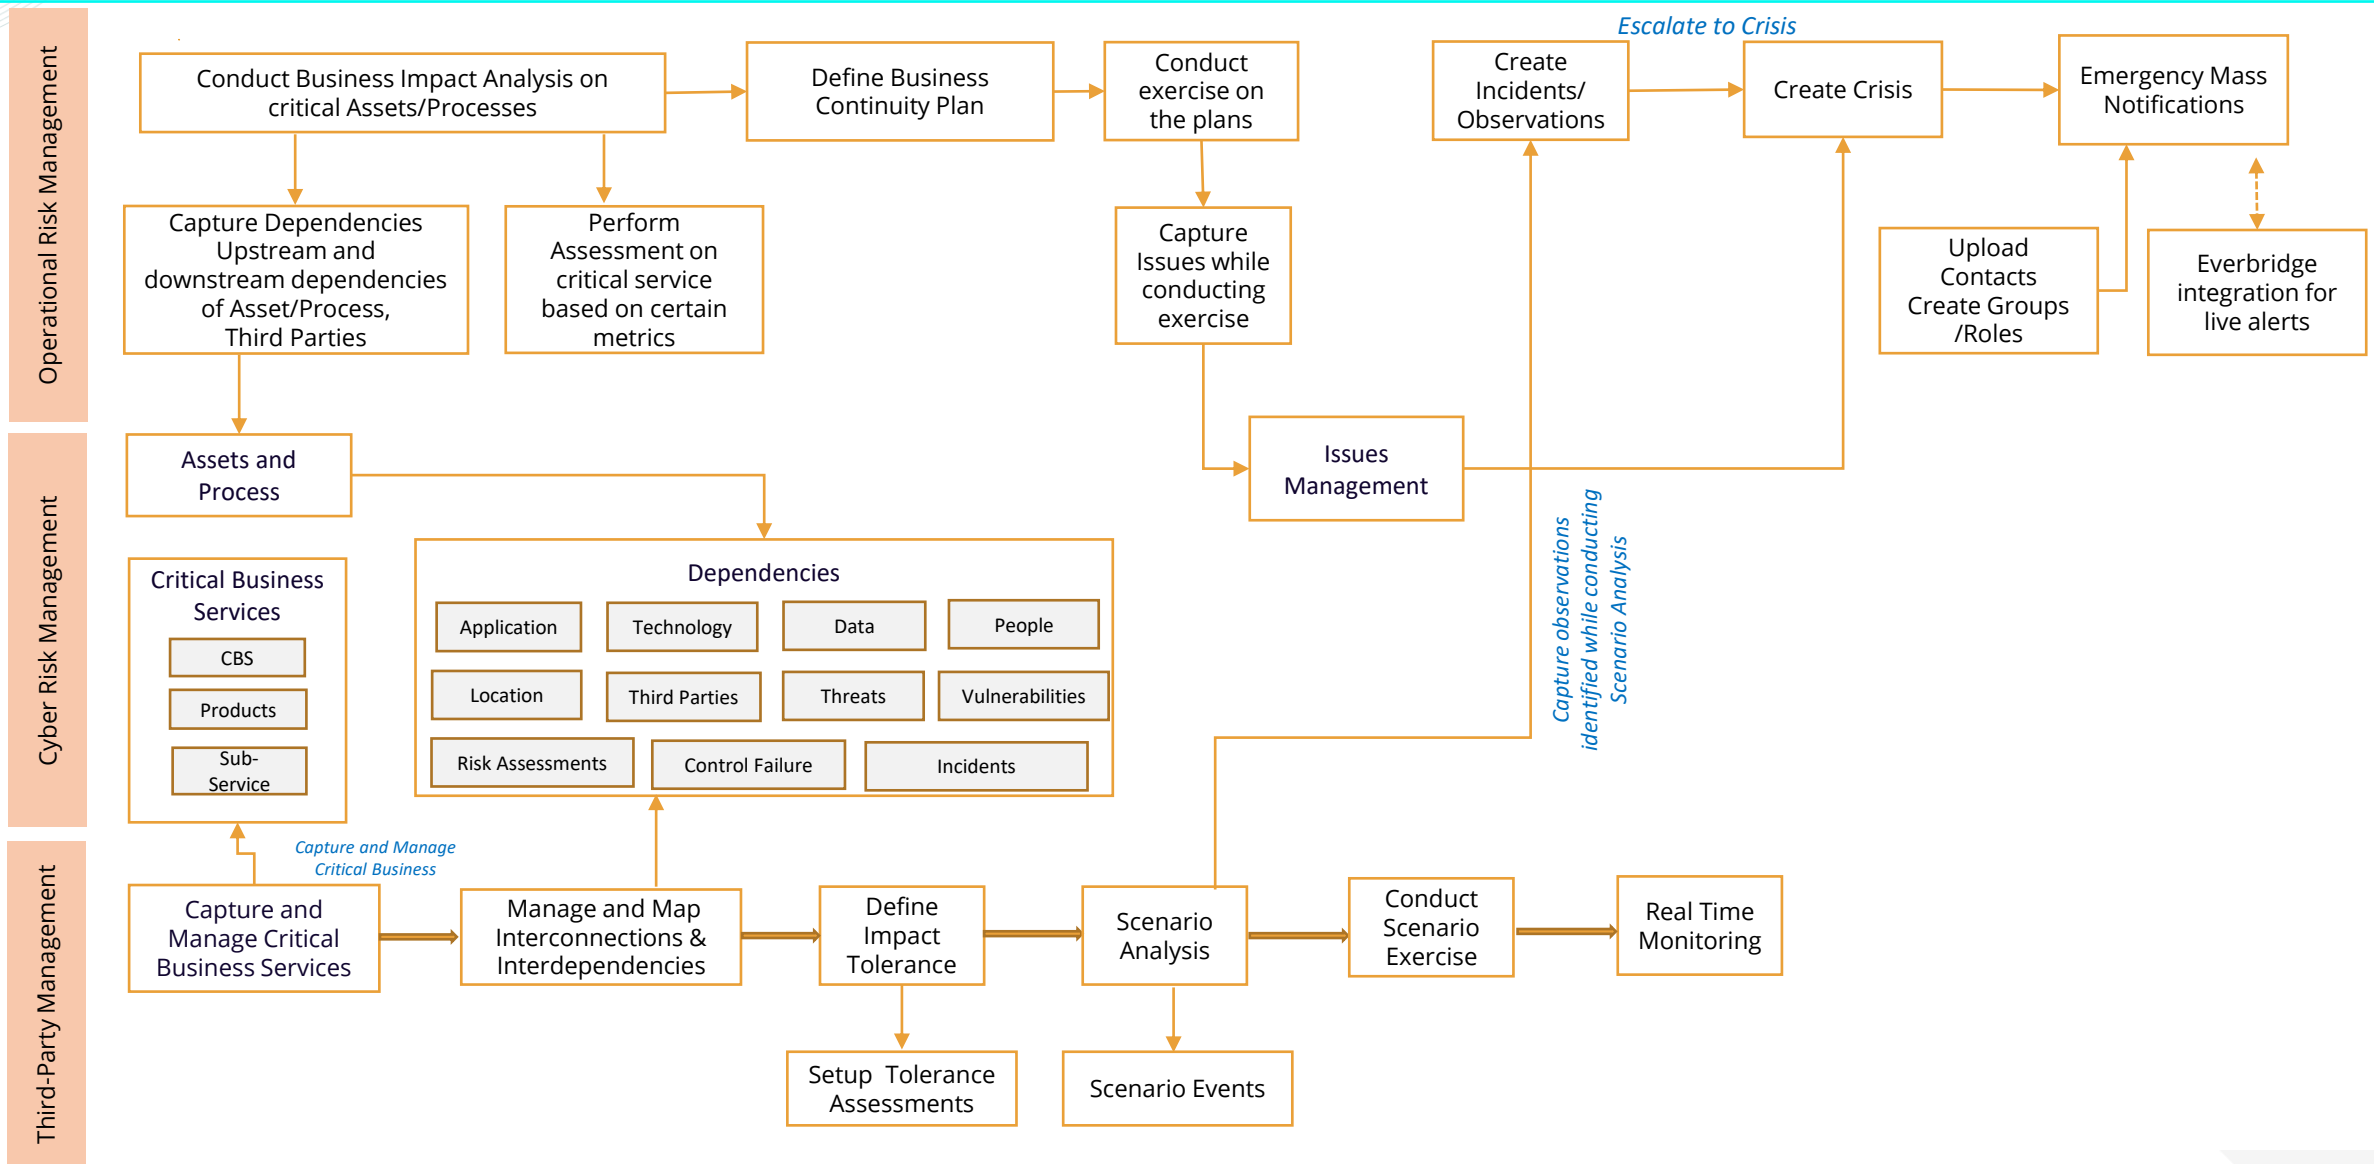 Operational Risk Management
Escalate to Crisis
Conduct Business Impact Analysis on
critical Assets/Processes
Define Business
Continuity Plan
Conduct
exercise on
the plans
Create
Incidents/
Observations
Create Crisis
Emergency Mass
Notifications
Capture Dependencies
Upstream and
downstream dependencies
of Asset/Process,
Third Parties
Perform
Assessment on
critical service
based on certain
metrics
Capture
Issues while
conducting
exercise
Upload
Contacts
Create Groups
/Roles
Everbridge
integration for
live alerts
Cyber Risk Management
Assets and
Process
Issues
Management
Capture observations
identified while conducting
Scenario Analysis
Critical Business
Services
CBS
Products
Sub-
Service
Dependencies
Application
Technology
Data
People
Location
Third Parties
Threats
Vulnerabilities
Risk Assessments
Control Failure
Incidents
Third-Party Management
Capture and Manage
Critical Business
Capture and
Manage Critical
Business Services
Manage and Map
Interconnections &
Interdependencies
Define
Impact
Tolerance
Scenario
Analysis
Conduct
Scenario
Exercise
Real Time
Monitoring
Setup  Tolerance
Assessments
Scenario Events